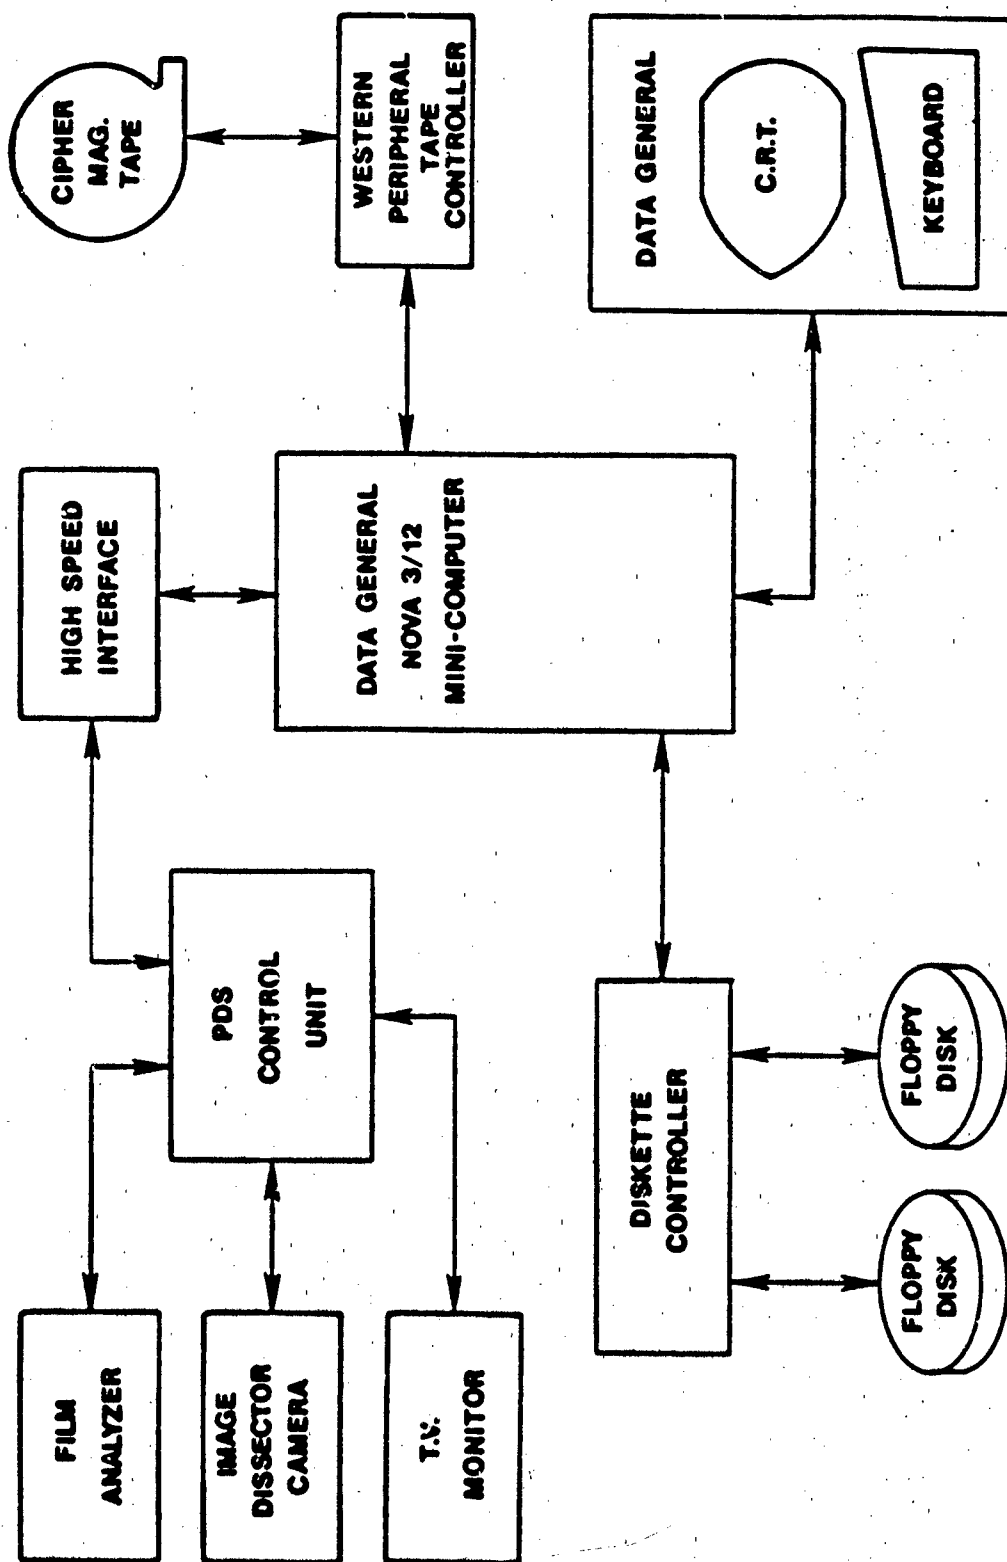 FILM
ANALYZER
IMAGE
DISSECTOR
CAMERA
T.V.
MONITOR
PDS
CONTROL
UNIT
HIGH SPEED
INTERFACE
CIPHER
MAG.
TAPE
WESTERN
PERIPHERAL
TAPE
CONTROLLER
DATA GENERAL
NOVA 3/12
MINI-COMPUTER
DISKETTE
CONTROLLER
FLOPPY
DISK
FLOPPY
DISK
DATA GENERAL
C.R.T.
KEYBOARD